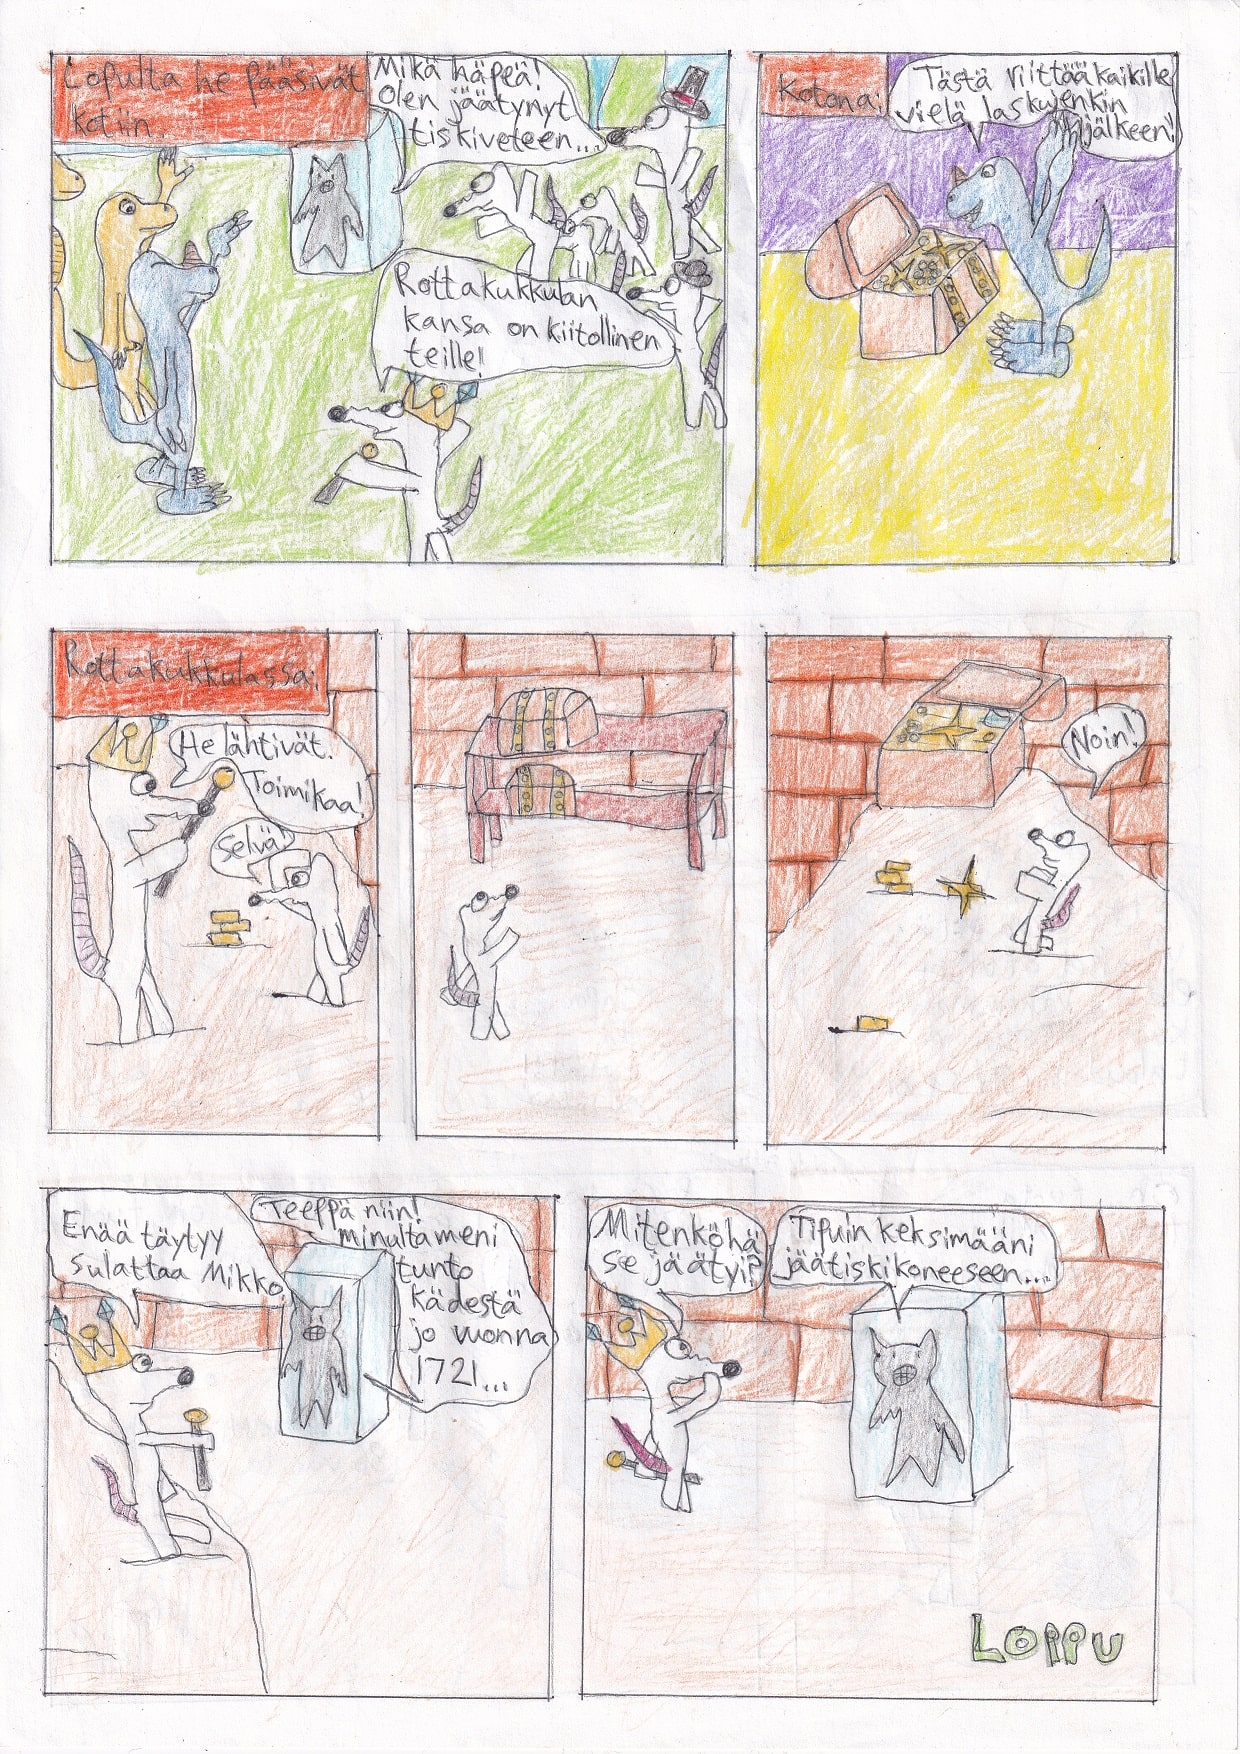 Lopulta he pääsivät
kotiin.
Mikä häpeä!
Olen jäätynyt
tiskiveteen...
Rottakukkulan
kansa on kiitollinen
teille!
Kotona:
Tästä riittää kaikille
vielä laskujenkin
jälkeen!
Rottakukkulassa:
He lähtivät.
Toimikaa!
Selvä!
Noin!
Enää täytyy
sulattaa Mikko.
Teeppä niin!
minulta meni
tunto
kädestä
jo vuonna
1721...
Mitenköhä
se jäätyi?
Tipuin keksimääni
jäätiskikoneeseen...
LOPPU